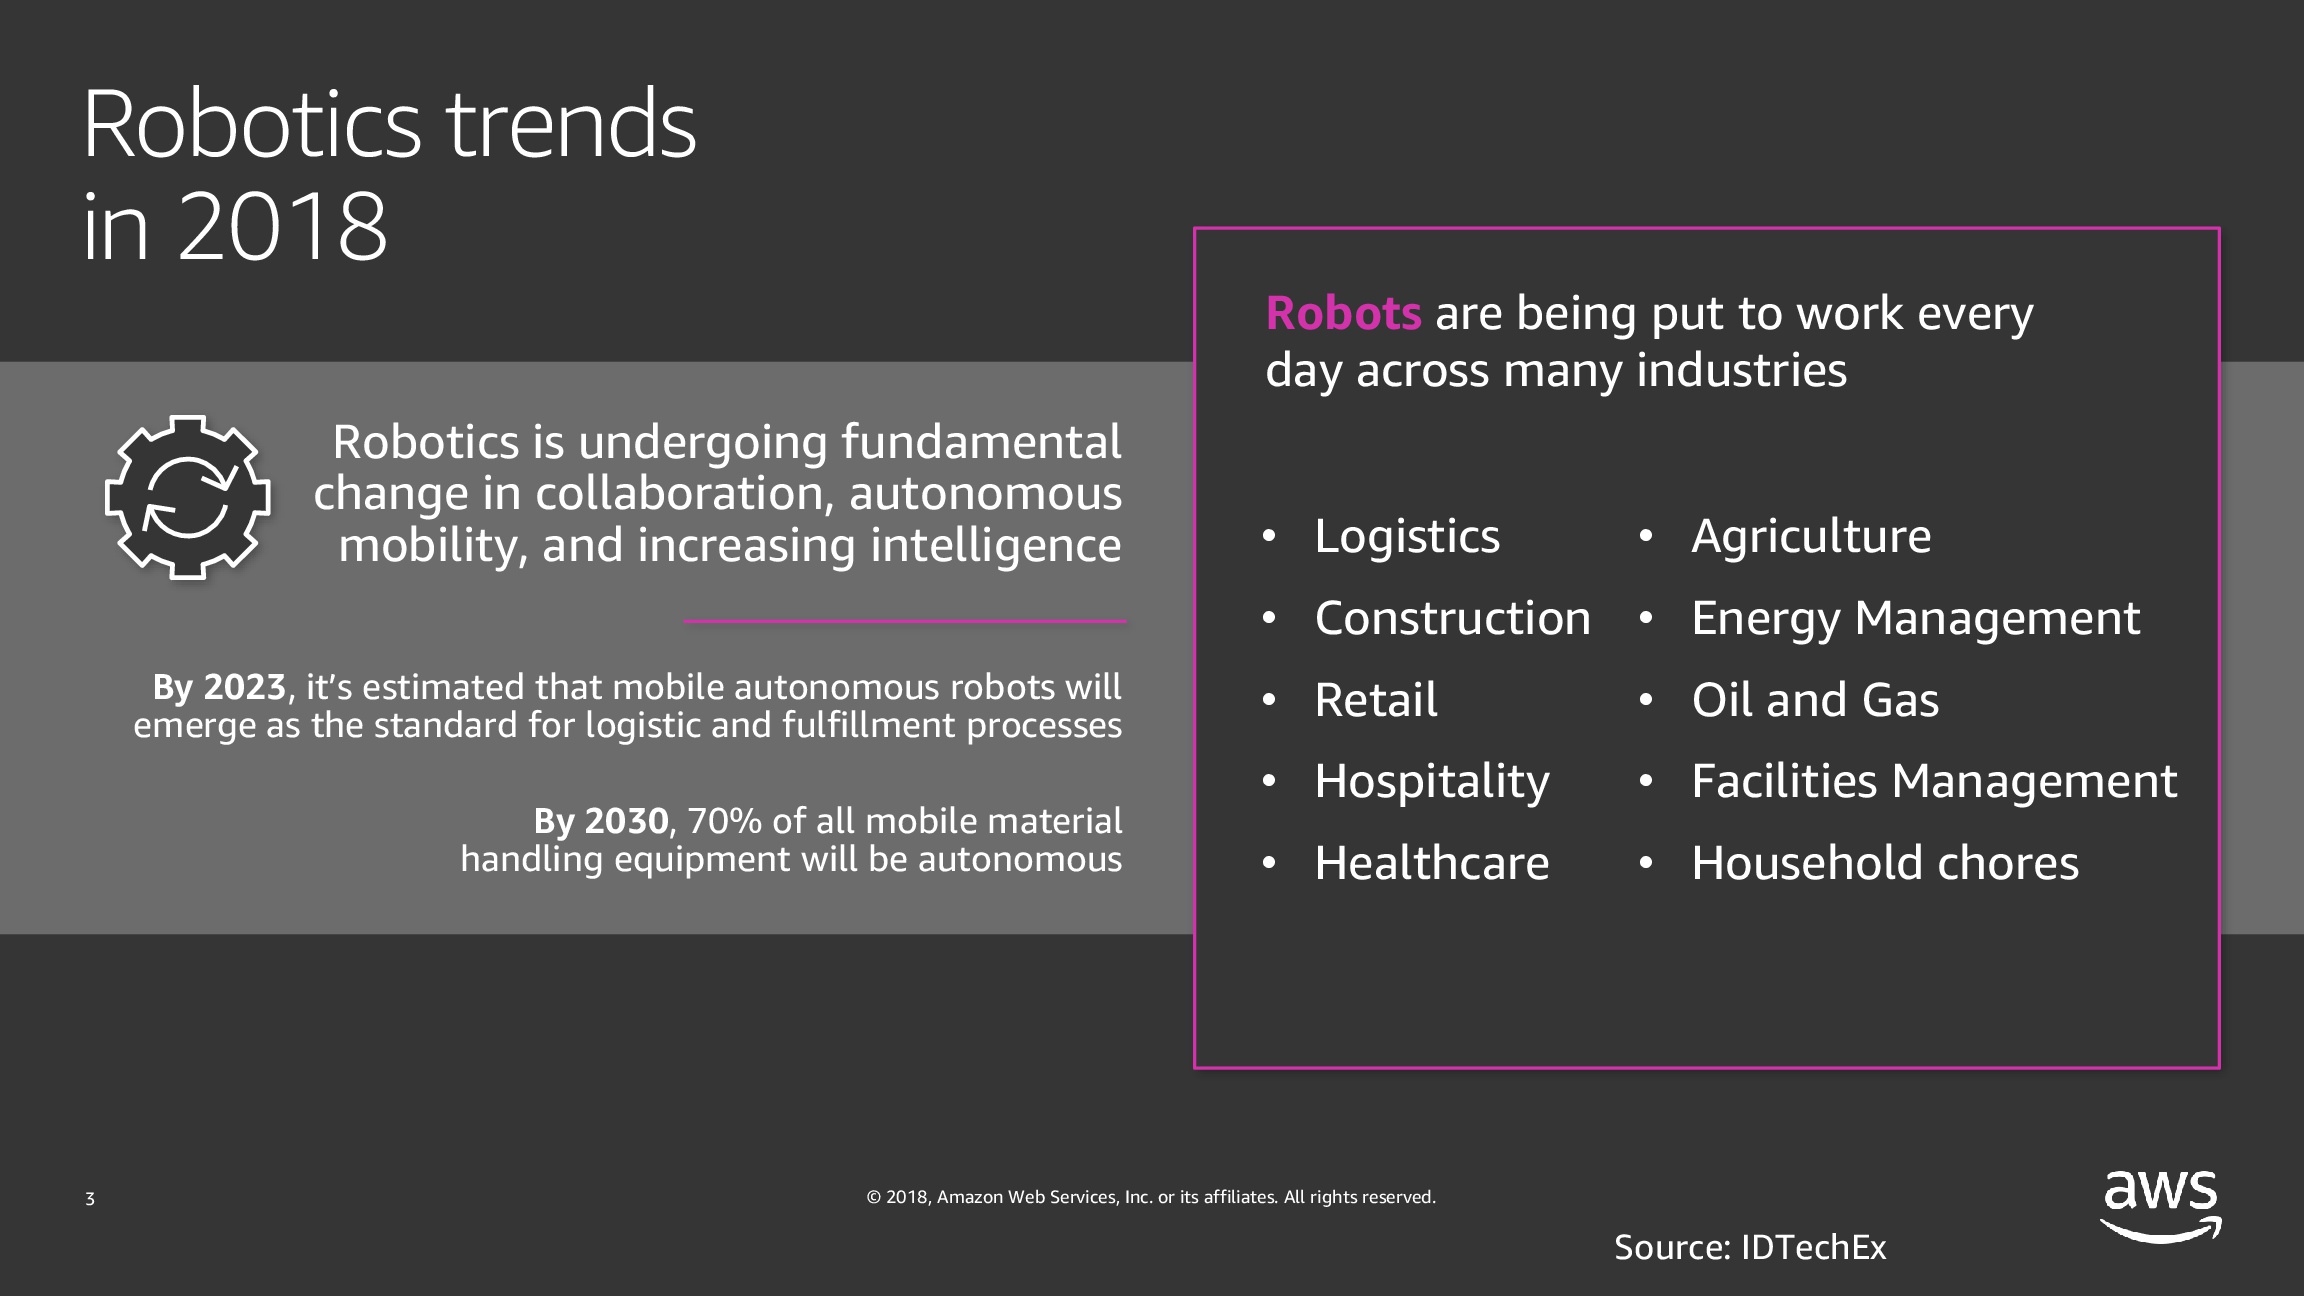 Robotics trends
in 2018
Robotics is undergoing fundamental
change in collaboration, autonomous
mobility, and increasing intelligence
By 2023, it’s estimated that mobile autonomous robots will
emerge as the standard for logistic and fulfillment processes
By 2030, 70% of all mobile material
handling equipment will be autonomous
Robots are being put to work every
day across many industries
• Logistics
• Construction
• Retail
• Hospitality
• Healthcare
• Agriculture
• Energy Management
• Oil and Gas
• Facilities Management
• Household chores
3
© 2018, Amazon Web Services, Inc. or its affiliates. All rights reserved.
aws
Source: IDTechEx